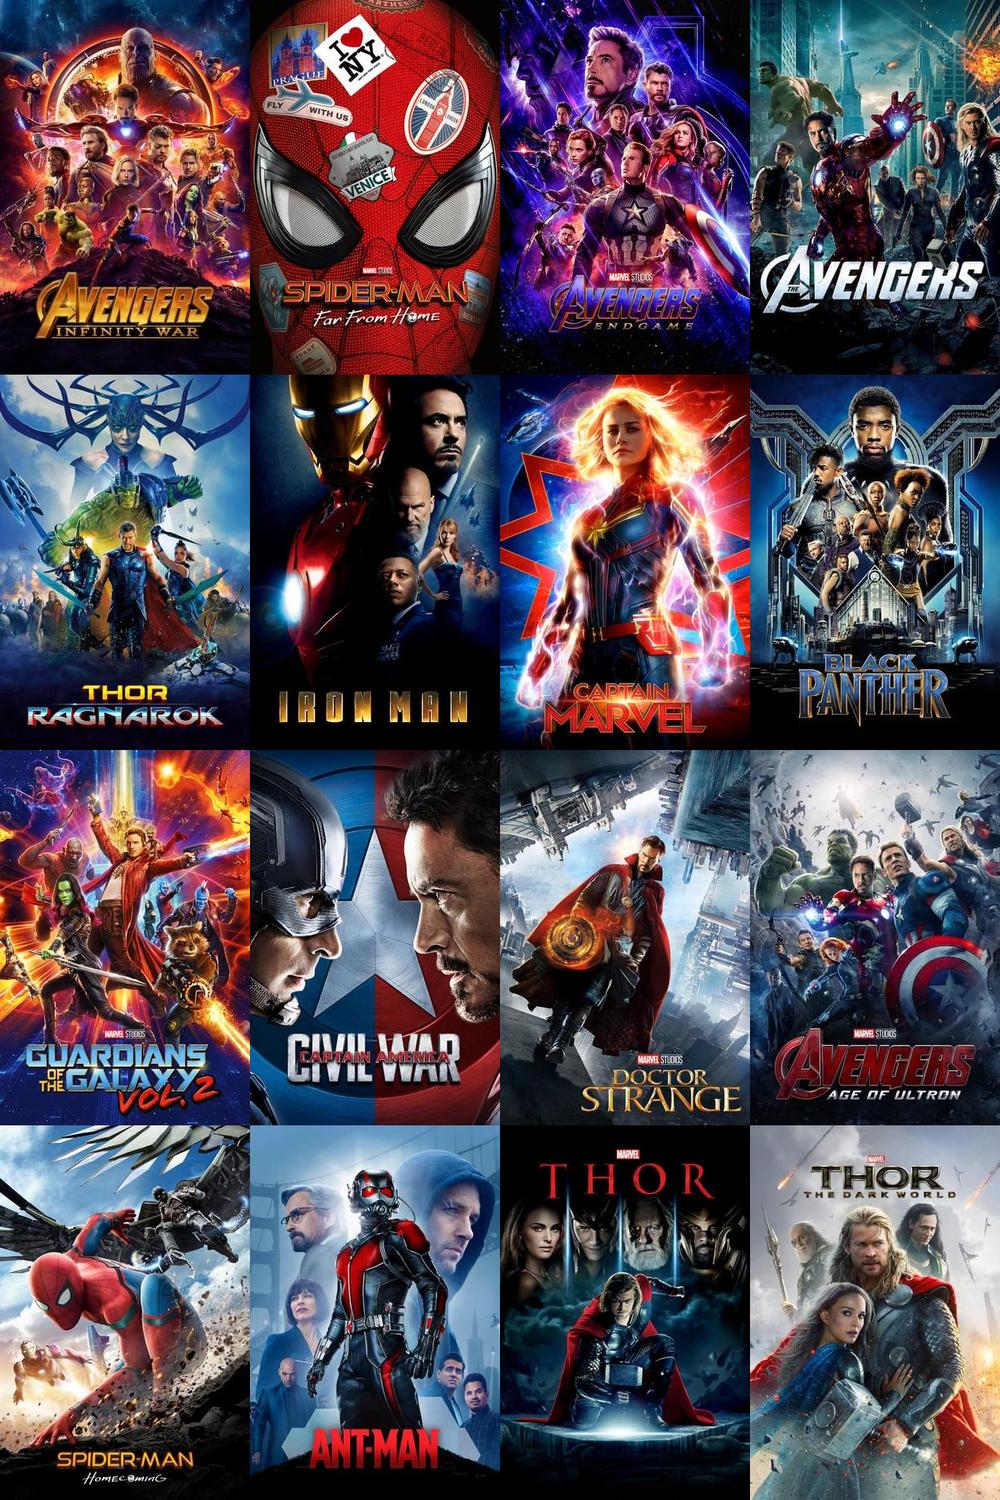 AVENGERS
INFINITY WAR
PRAGUE
I ♥
NY
FLY WITH US
LONDON
VENICE
MARVEL STUDIOS
SPIDER-MAN
Far From Home
MARVEL STUDIOS
AVENGERS
ENDGAME
THE AVENGERS
THOR
RAGNAROK
IRON MAN
CAPTAIN
MARVEL
BLACK
PANTHER
MARVEL STUDIOS
GUARDIANS
OF THE GALAXY
VOL. 2
CAPTAIN AMERICA
CIVIL WAR
MARVEL STUDIOS
DOCTOR
STRANGE
MARVEL STUDIOS
AVENGERS
AGE OF ULTRON
SPIDER-MAN
HOMECOMING
ANT-MAN
MARVEL
THOR
MARVEL
THOR
THE DARK WORLD